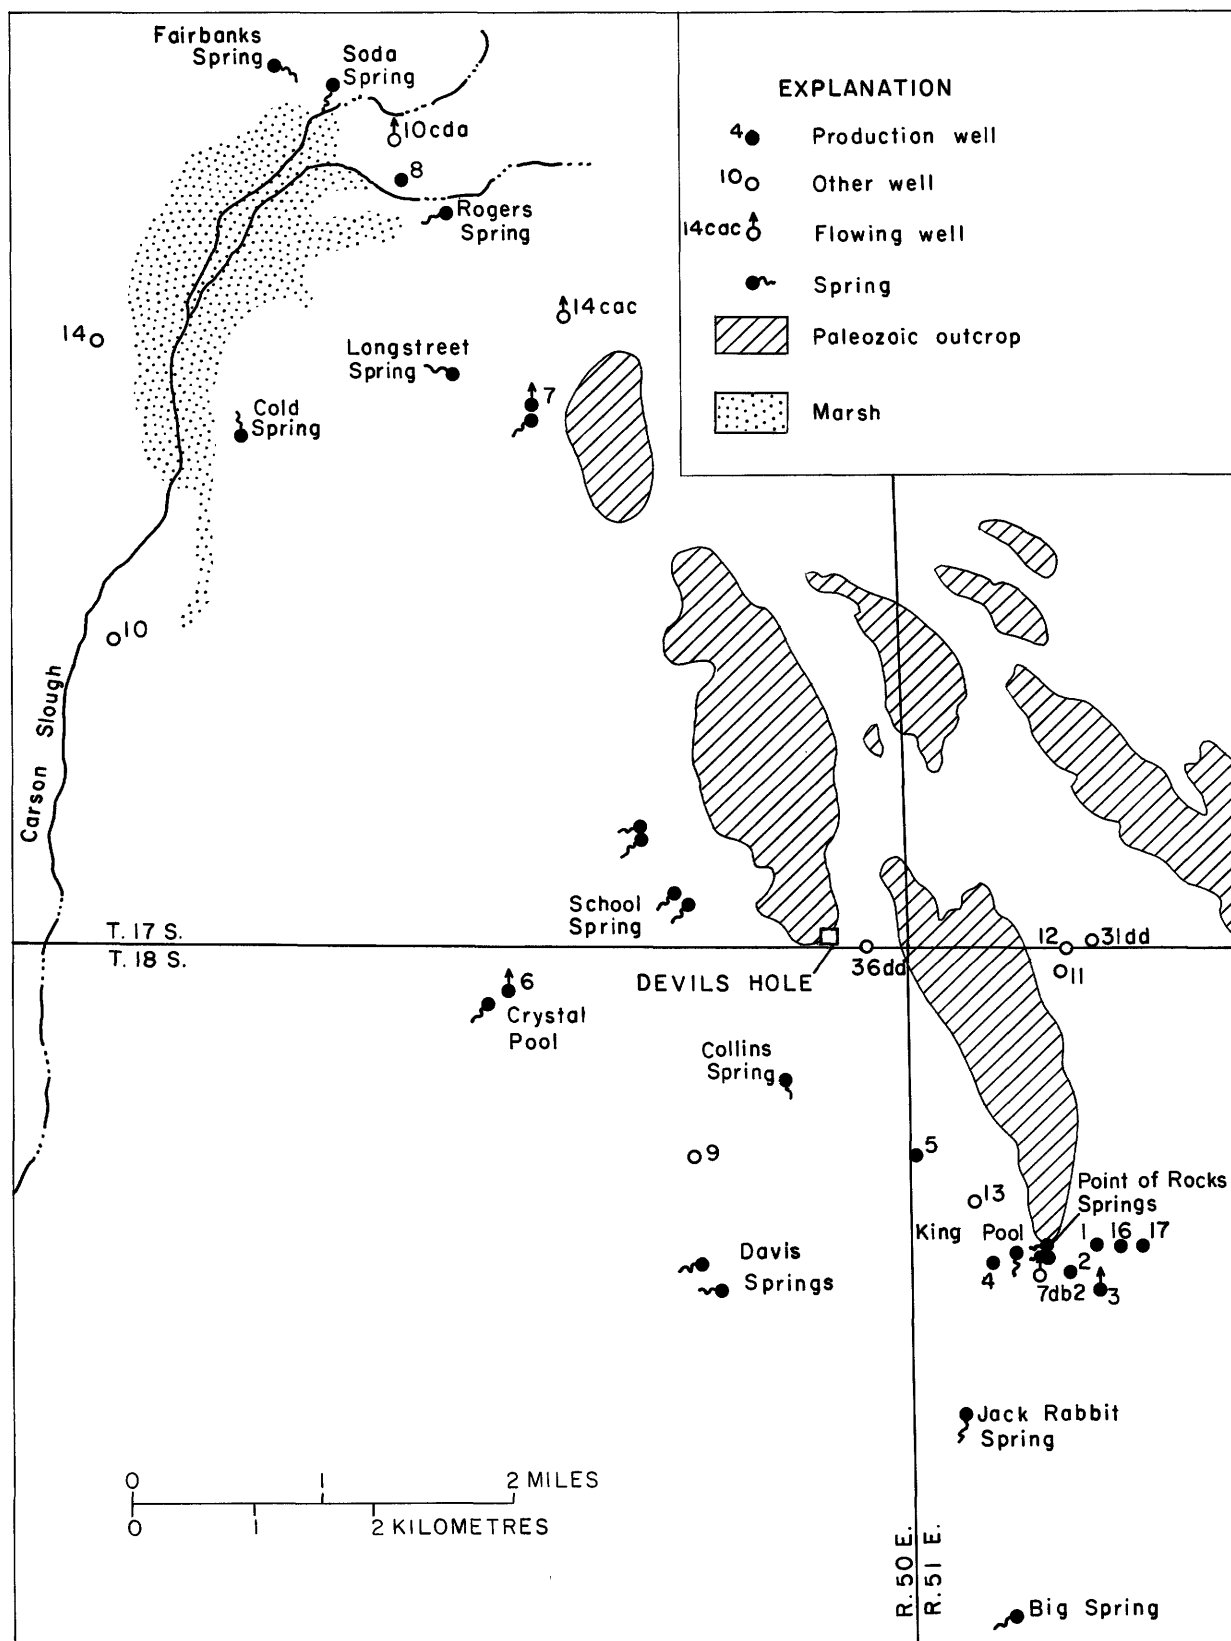 Fairbanks
Spring
Soda
Spring
10cda
8
Rogers
Spring
14cac
14
Longstreet
Spring
7
Cold
Spring
10
Carson Slough
EXPLANATION
4 Production well
10 Other well
14cac Flowing well
Spring
Paleozoic outcrop
Marsh
School
Spring
T. 17 S.
T. 18 S.
DEVILS HOLE
36dd
12
31dd
11
6
Crystal
Pool
Collins
Spring
9
5
13
Point of Rocks
Springs
King Pool
1
16
17
4
2
7db2
3
Davis
Springs
Jack Rabbit
Spring
0 1 2 MILES
0 1 2 KILOMETRES
R. 50 E.
R. 51 E.
Big Spring